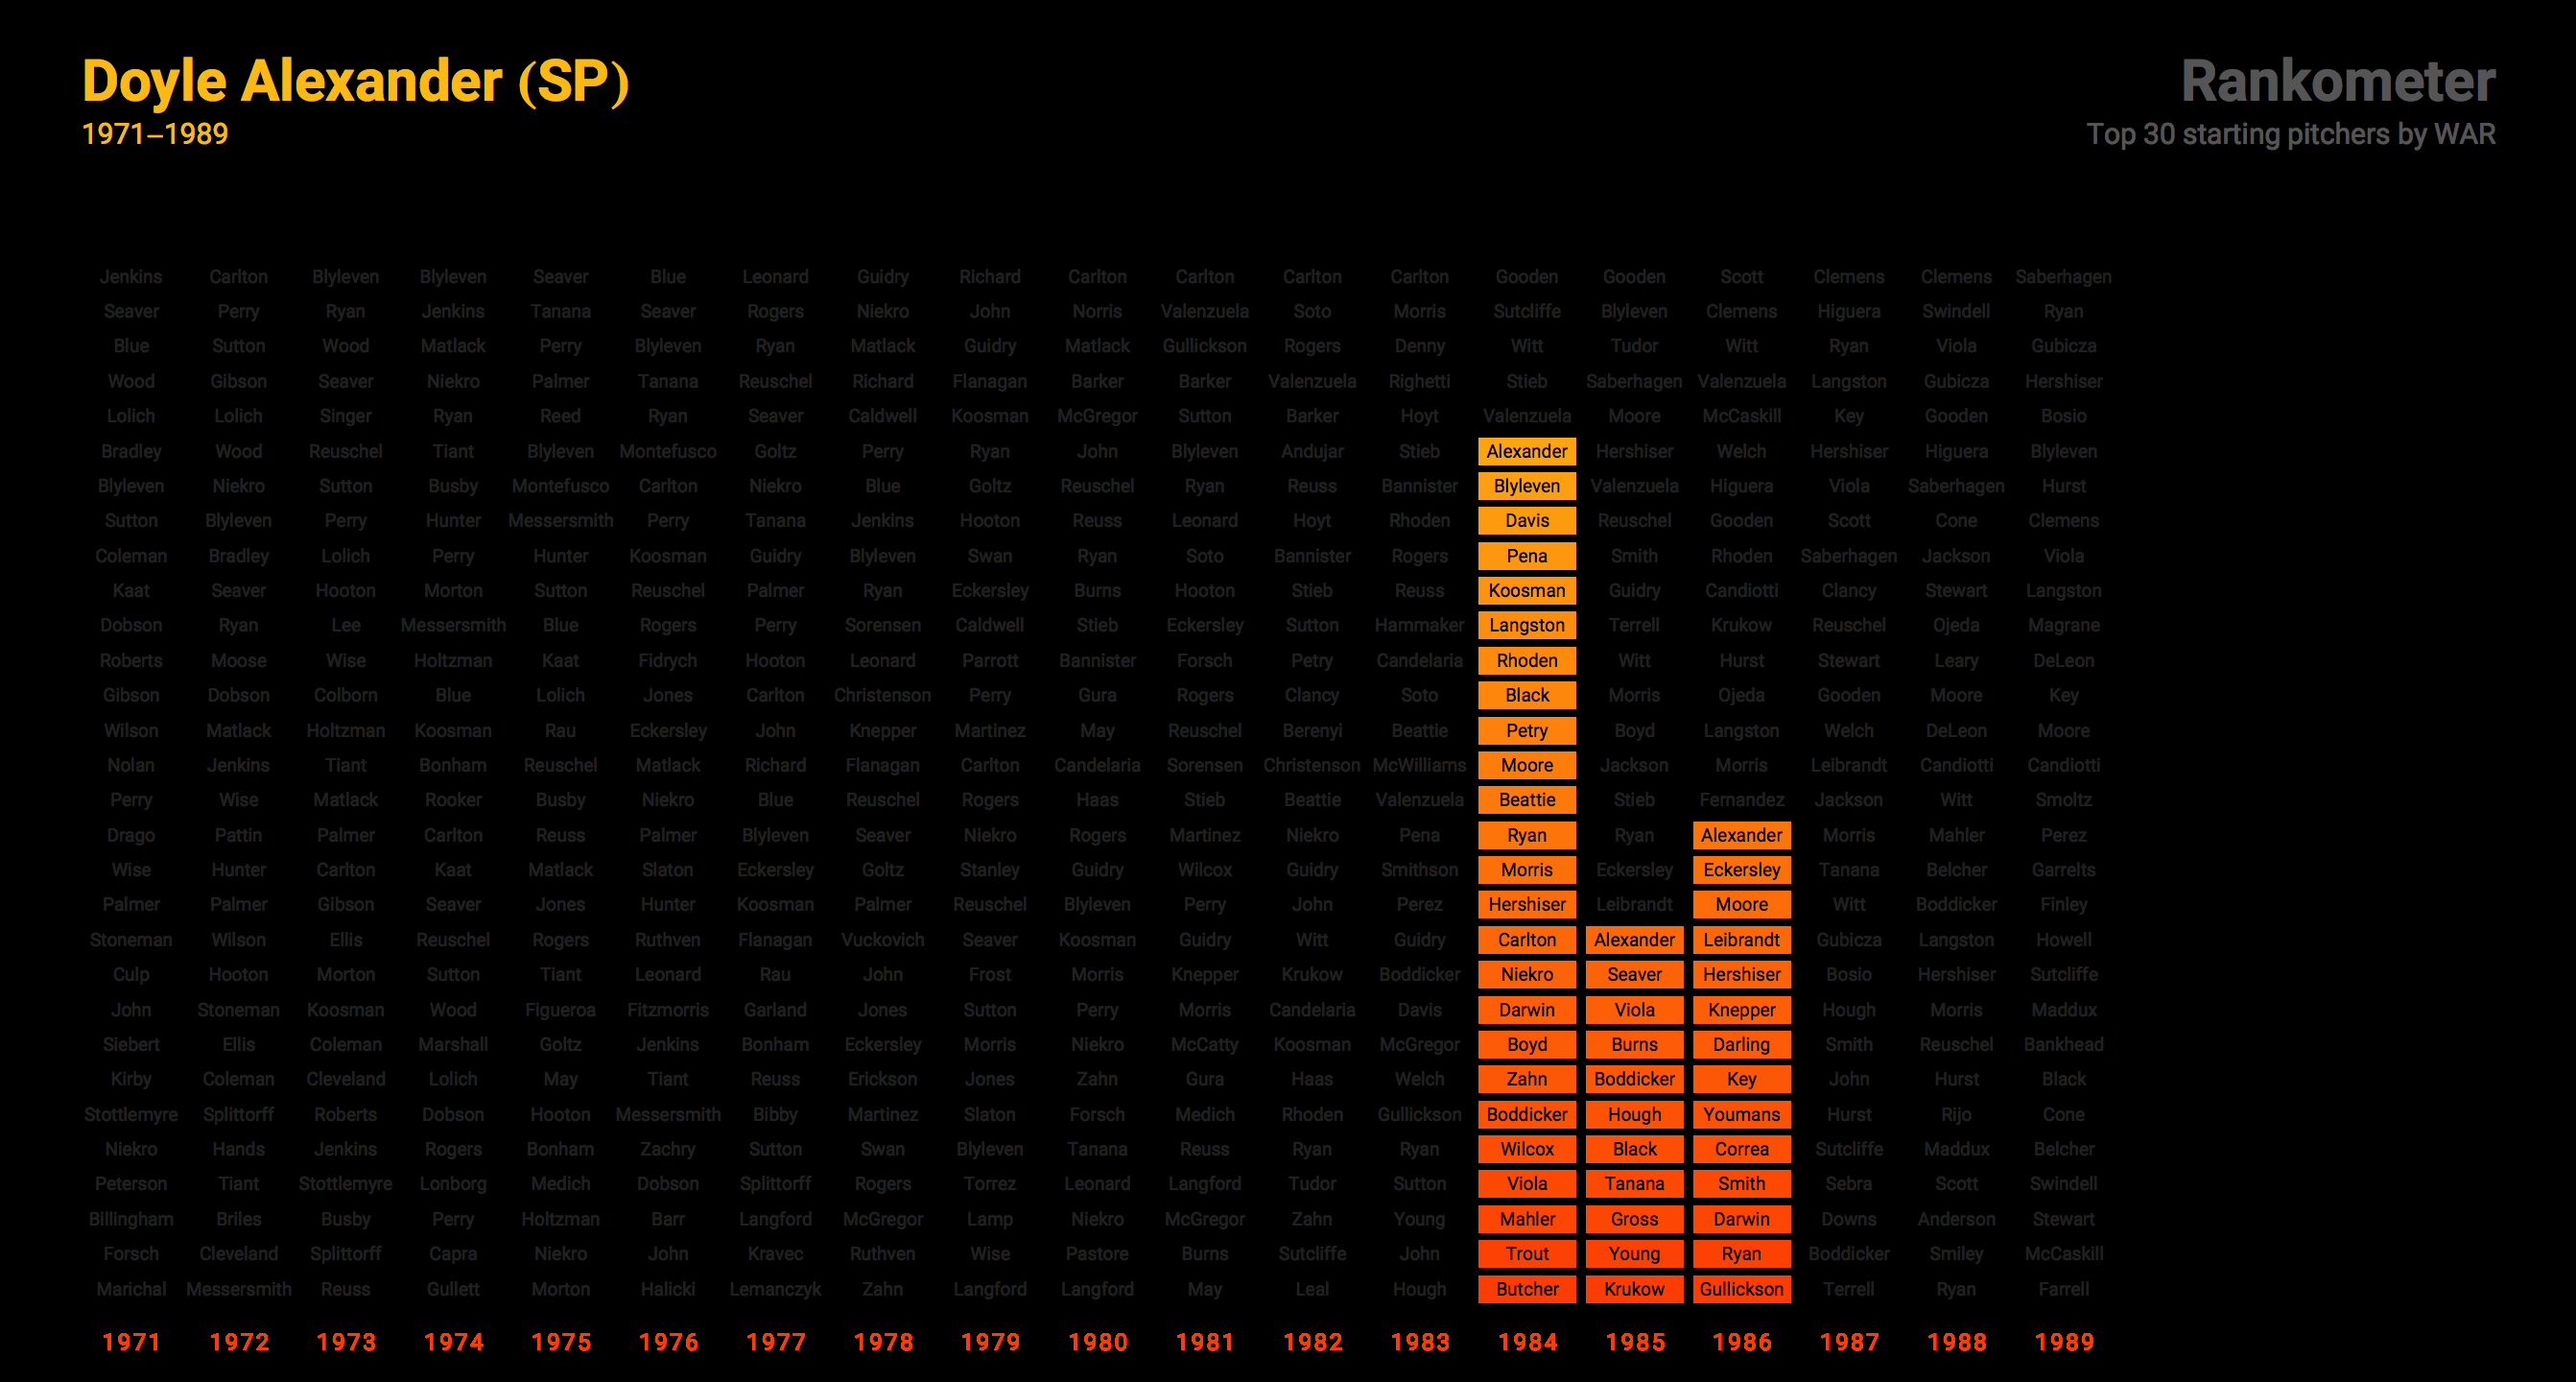 Doyle Alexander (SP)
1971–1989
Rankometer
Top 30 starting pitchers by WAR
Jenkins Carlton Blyleven Blyleven Seaver Blue Leonard Guidry Richard Carlton Carlton Carlton Carlton Gooden Gooden Scott Clemens Clemens Saberhagen
Seaver Perry Ryan Jenkins Tanana Seaver Rogers Niekro John Norris Valenzuela Soto Morris Sutcliffe Blyleven Clemens Higuera Swindell Ryan
Blue Sutton Wood Matlack Perry Blyleven Ryan Matlack Guidry Matlack Gullickson Rogers Denny Witt Tudor Witt Ryan Viola Gubicza
Wood Gibson Seaver Niekro Palmer Tanana Reuschel Richard Flanagan Barker Barker Valenzuela Righetti Stieb Saberhagen Valenzuela Langston Gubicza Hershiser
Lolich Lolich Singer Ryan Reed Ryan Seaver Caldwell Koosman McGregor Sutton Barker Hoyt Valenzuela Moore McCaskill Key Gooden Bosio
Bradley Wood Reuschel Tiant Blyleven Montefusco Goltz Perry Ryan John Blyleven Andujar Stieb Alexander Hershiser Welch Hershiser Higuera Blyleven
Blyleven Niekro Sutton Busby Montefusco Carlton Niekro Blue Goltz Reuschel Ryan Reuss Bannister Blyleven Valenzuela Higuera Viola Saberhagen Hurst
Sutton Blyleven Perry Hunter Messersmith Perry Tanana Jenkins Hooton Reuss Leonard Hoyt Rhoden Davis Reuschel Gooden Scott Cone Clemens
Coleman Bradley Lolich Perry Hunter Koosman Guidry Blyleven Swan Ryan Soto Bannister Rogers Pena Smith Rhoden Saberhagen Jackson Viola
Kaat Seaver Hooton Morton Sutton Reuschel Palmer Ryan Eckersley Burns Hooton Stieb Reuss Koosman Guidry Candiotti Clancy Stewart Langston
Dobson Ryan Lee Messersmith Blue Rogers Perry Sorensen Caldwell Stieb Eckersley Sutton Hammaker Langston Terrell Krukow Reuschel Ojeda Magrane
Roberts Moose Wise Holtzman Kaat Fidrych Hooton Leonard Parrott Bannister Forsch Petry Candelaria Rhoden Witt Hurst Stewart Leary DeLeon
Gibson Dobson Colborn Blue Lolich Jones Carlton Christenson Perry Gura Rogers Clancy Soto Black Morris Ojeda Gooden Moore Key
Wilson Matlack Holtzman Koosman Rau Eckersley John Knepper Martinez May Reuschel Berenyi Beattie Petry Boyd Langston Welch DeLeon Moore
Nolan Jenkins Tiant Bonham Reuschel Matlack Richard Flanagan Carlton Candelaria Sorensen Christenson McWilliams Moore Jackson Morris Leibrandt Candiotti Candiotti
Perry Wise Matlack Rooker Busby Niekro Blue Reuschel Rogers Haas Stieb Beattie Valenzuela Beattie Stieb Fernandez Jackson Witt Smoltz
Drago Pattin Palmer Carlton Reuss Palmer Blyleven Seaver Niekro Rogers Martinez Niekro Pena Ryan Ryan Alexander Morris Mahler Perez
Wise Hunter Carlton Kaat Matlack Slaton Eckersley Goltz Stanley Guidry Wilcox Guidry Smithson Morris Eckersley Eckersley Tanana Belcher Garrelts
Palmer Palmer Gibson Seaver Jones Hunter Koosman Palmer Reuschel Blyleven Perry John Perez Hershiser Leibrandt Moore Witt Boddicker Finley
Stoneman Wilson Ellis Reuschel Rogers Ruthven Flanagan Vuckovich Seaver Koosman Guidry Witt Guidry Carlton Alexander Leibrandt Gubicza Langston Howell
Culp Hooton Morton Sutton Tiant Leonard Rau John Frost Morris Knepper Krukow Boddicker Niekro Seaver Hershiser Bosio Hershiser Sutcliffe
John Stoneman Koosman Wood Figueroa Fitzmorris Garland Jones Sutton Perry Morris Candelaria Davis Darwin Viola Knepper Hough Morris Maddux
Siebert Ellis Coleman Marshall Goltz Jenkins Bonham Eckersley Morris Niekro McCatty Koosman McGregor Boyd Burns Darling Smith Reuschel Bankhead
Kirby Coleman Cleveland Lolich May Tiant Reuss Erickson Jones Zahn Gura Haas Welch Zahn Boddicker Key John Hurst Black
Stottlemyre Splittorff Roberts Dobson Hooton Messersmith Bibby Martinez Slaton Forsch Medich Rhoden Gullickson Boddicker Hough Youmans Hurst Rijo Cone
Niekro Hands Jenkins Rogers Bonham Zachry Sutton Swan Blyleven Tanana Reuss Ryan Ryan Wilcox Black Correa Sutcliffe Maddux Belcher
Peterson Tiant Stottlemyre Lonborg Medich Dobson Splittorff Rogers Torrez Leonard Langford Tudor Sutton Viola Tanana Smith Sebra Scott Swindell
Billingham Briles Busby Perry Holtzman Barr Langford McGregor Lamp Niekro McGregor Zahn Young Mahler Gross Darwin Downs Anderson Stewart
Forsch Cleveland Splittorff Capra Niekro John Kravec Ruthven Wise Pastore Burns Sutcliffe John Trout Young Ryan Boddicker Smiley McCaskill
Marichal Messersmith Reuss Gullett Morton Halicki Lemanczyk Zahn Langford Langford May Leal Hough Butcher Krukow Gullickson Terrell Ryan Farrell
1971 1972 1973 1974 1975 1976 1977 1978 1979 1980 1981 1982 1983 1984 1985 1986 1987 1988 1989